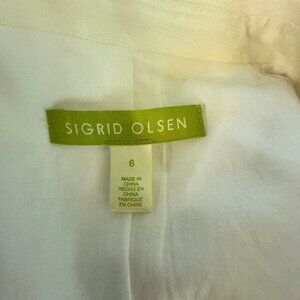 SIGRID OLSEN
6
MADE IN
CHINA
HECHO EN
CHINA
FABRIQUE
EN CHINE